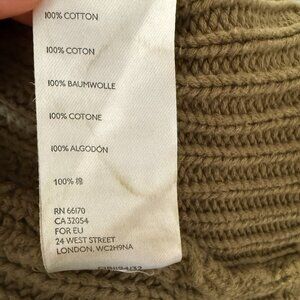 100% COTTON
100% COTON
100% BAUMWOLLE
100% COTONE
100% ALGODÓN
100% 棉
RN 66170
CA 32054
FOR EU
24 WEST STREET
LONDON, WC2H9NA